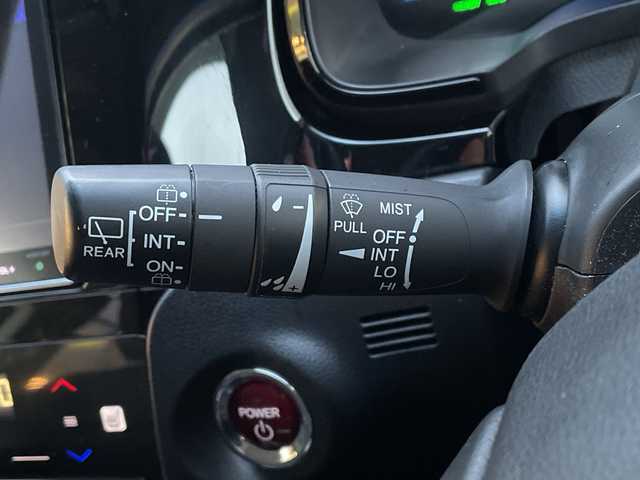 OFF
INT
ON
REAR
-
+
PULL
MIST
OFF
INT
LO
HI
POWER